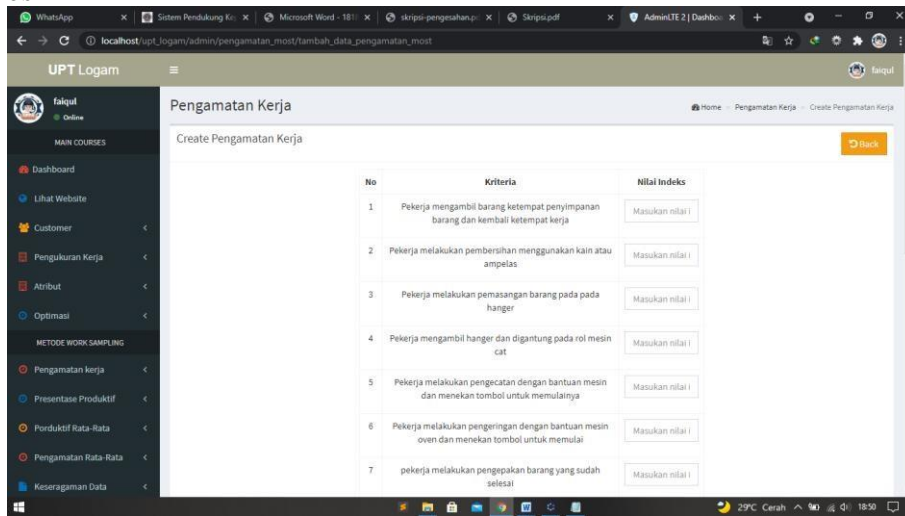 WhatsApp
Sistem Pendukung Ke
Microsoft Word - 181
skripsi-pengesahan.pd
Skripsi.pdf
AdminLTE 2 | Dashboa
localhost/upt_logam/admin/pengamatan_most/tambah_data_pengamatan_most
UPT Logam
faiqul
faiqul
Online
Pengamatan Kerja
Home
Pengamatan Kerja
Create Pengamatan Kerja
MAIN COURSES
Create Pengamatan Kerja
Back
Dashboard
Lihat Website
Customer
Pengukuran Kerja
Atribut
Optimasi
METODE WORK SAMPLING
Pengamatan kerja
Presentase Produktif
Porduktif Rata-Rata
Pengamatan Rata-Rata
Keseragaman Data
No Kriteria Nilai Indeks
1 Pekerja mengambil barang ketempat penyimpanan
barang dan kembali ketempat kerja
Masukan nilai i
2 Pekerja melakukan pembersihan menggunakan kain atau
ampelas
Masukan nilai i
3 Pekerja melakukan pemasangan barang pada pada
hanger
Masukan nilai i
4 Pekerja mengambil hanger dan digantung pada rol mesin
cat
Masukan nilai i
5 Pekerja melakukan pengecatan dengan bantuan mesin
dan menekan tombol untuk memulainya
Masukan nilai i
6 Pekerja melakukan pengeringan dengan bantuan mesin
oven dan menekan tombol untuk memulai
Masukan nilai i
7 pekerja melakukan pengepakan barang yang sudah
selesai
Masukan nilai i
29°C Cerah
18:50